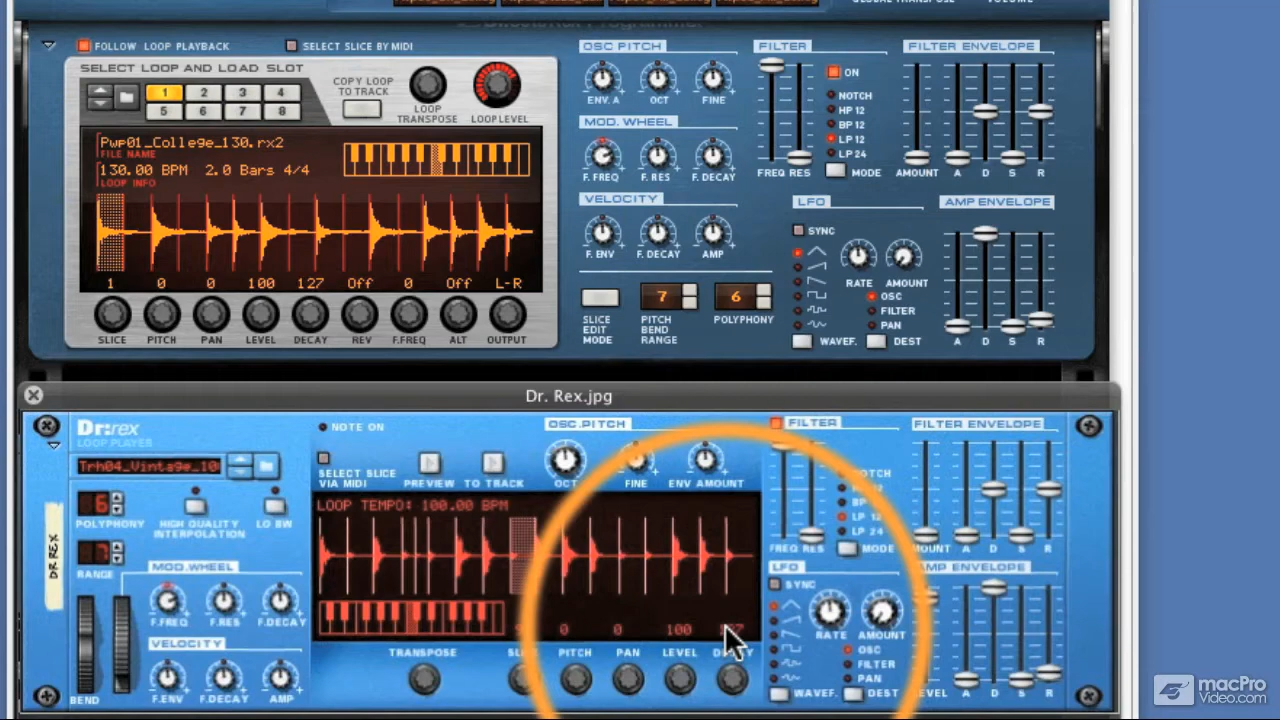 GLOBAL TRANSPOSE VOLUME
FOLLOW LOOP PLAYBACK SELECT SLICE BY MIDI
SELECT LOOP AND LOAD SLOT
1 2 3 4
5 6 7 8
COPY LOOP
TO TRACK
LOOP
TRANSPOSE
LOOP LEVEL
Pwp01_College_130.rx2
FILE NAME
130.00 BPM 2.0 Bars 4/4
LOOP INFO
1 0 0 100 127 Off 0 Off L-R
SLICE PITCH PAN LEVEL DECAY REV F.FREQ ALT OUTPUT
OSC PITCH
ENV. A OCT FINE
MOD. WHEEL
F. FREQ F. RES F. DECAY
VELOCITY
F. ENV F. DECAY AMP
SLICE
EDIT
MODE
7
PITCH
BEND
RANGE
6
POLYPHONY
FILTER
ON
NOTCH
HP 12
BP 12
LP 12
LP 24
FREQ RES MODE
FILTER ENVELOPE
AMOUNT A D S R
LFO
SYNC
RATE AMOUNT
OSC
FILTER
PAN
WAVEF. DEST
AMP ENVELOPE
A D S R
Dr. Rex.jpg
Dr:rex
LOOP PLAYER
NOTE ON
Trh04_Vintage_10
SELECT SLICE
VIA MIDI
PREVIEW TO TRACK
OSC.PITCH
OCT FINE ENV AMOUNT
6
POLYPHONY
HIGH QUALITY
INTERPOLATION
LO BW
7
RANGE
DR.REX
MOD.WHEEL
F.FREQ F.RES F.DECAY
VELOCITY
BEND F.ENV F.DECAY AMP
LOOP TEMPO: 100.00 BPM
0 0 100
TRANSPOSE PITCH PAN LEVEL
FILTER
LP 12
LP 24
FREQ RES MODE
FILTER ENVELOPE
A D S R
LFO
SYNC
RATE AMOUNT
OSC
FILTER
PAN
WAVEF. DEST
AMP ENVELOPE
LEVEL A D S R
macPro
Video.com